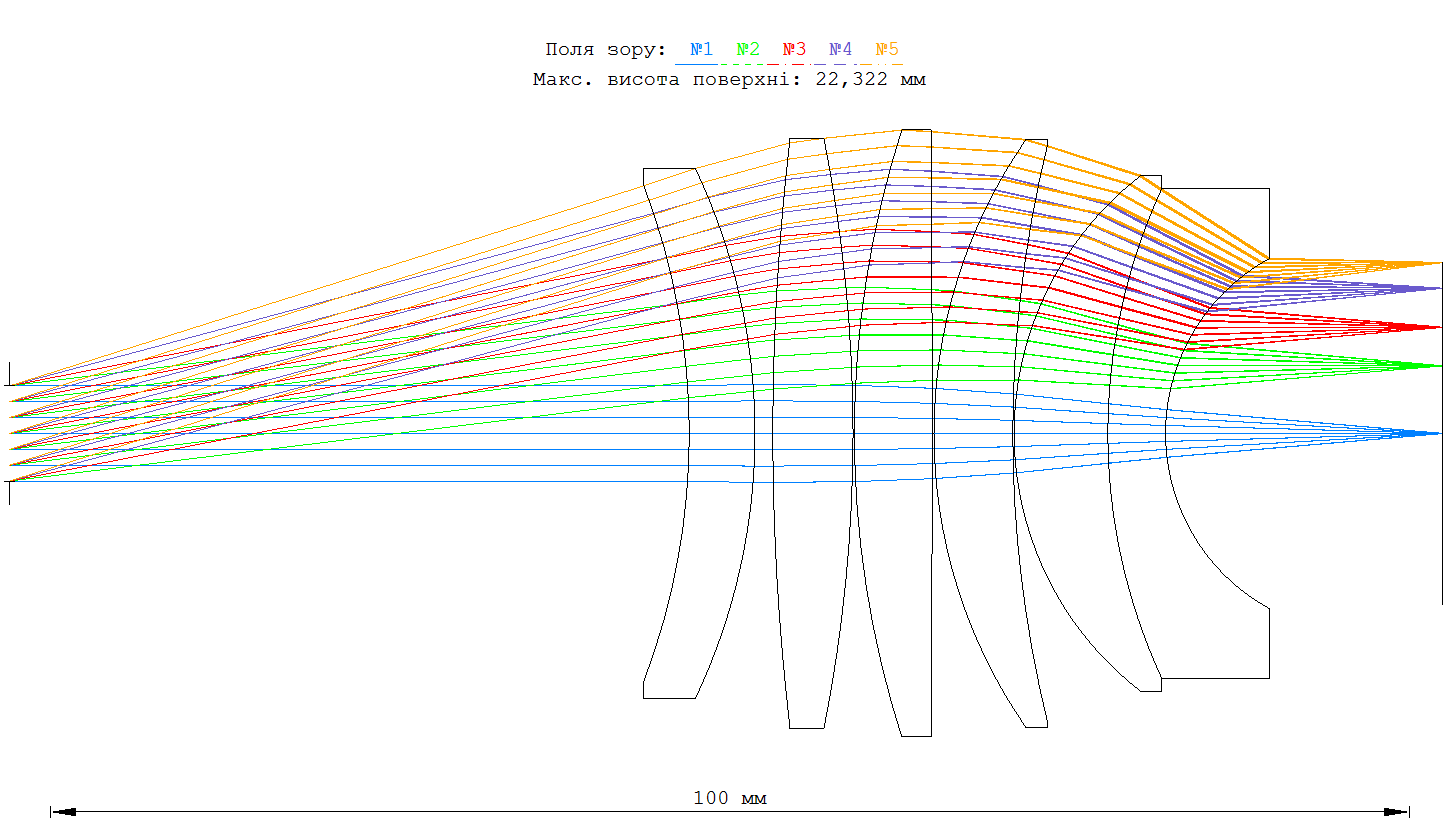 Поля зору: №1 №2 №3 №4 №5
Макс. висота поверхні: 22,322 мм
100 мм